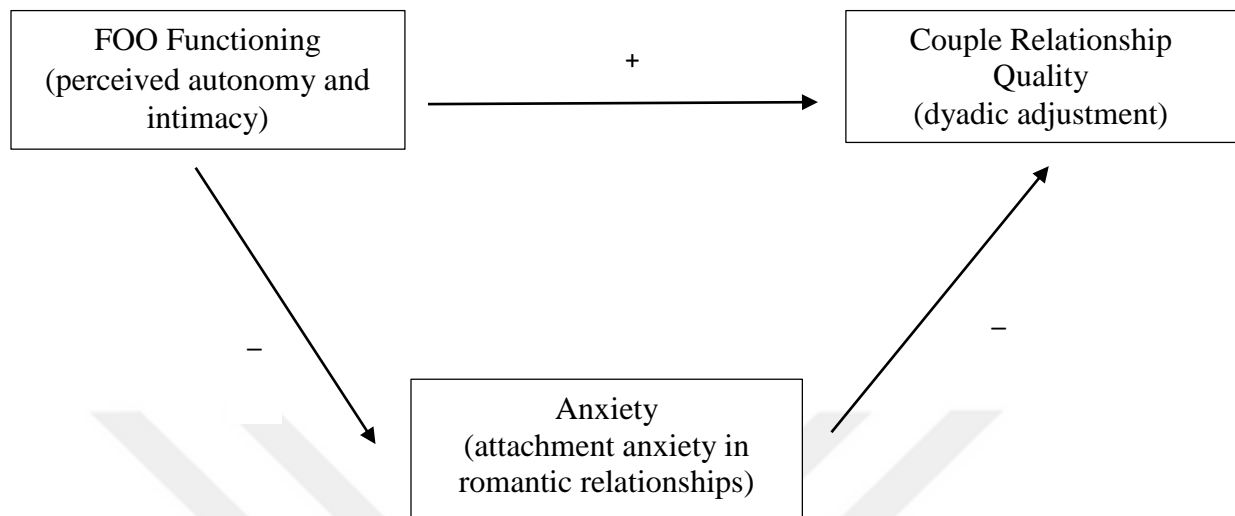 FOO Functioning
(perceived autonomy and
intimacy)
+
Couple Relationship
Quality
(dyadic adjustment)
–
–
Anxiety
(attachment anxiety in
romantic relationships)